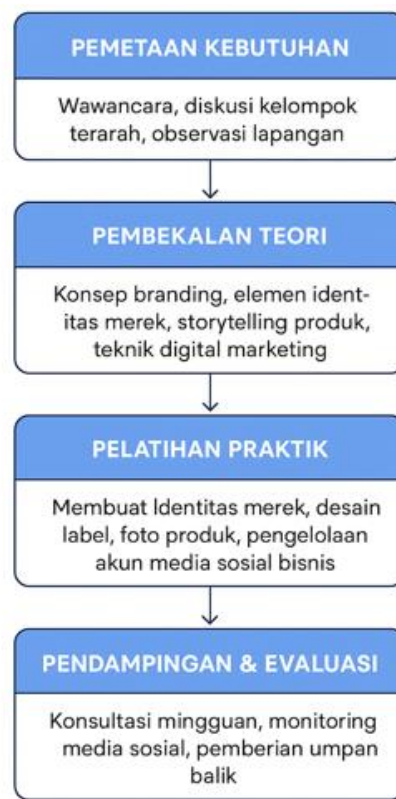 PEMETAAN KEBUTUHAN
Wawancara, diskusi kelompok
terarah, observasi lapangan
PEMBEKALAN TEORI
Konsep branding, elemen ident-
itas merek, storytelling produk,
teknik digital marketing
PELATIHAN PRAKTIK
Membuat Identitas merek, desain
label, foto produk, pengelolaan
akun media sosial bisnis
PENDAMPINGAN & EVALUASI
Konsultasi mingguan, monitoring
media sosial, pemberian umpan
balik